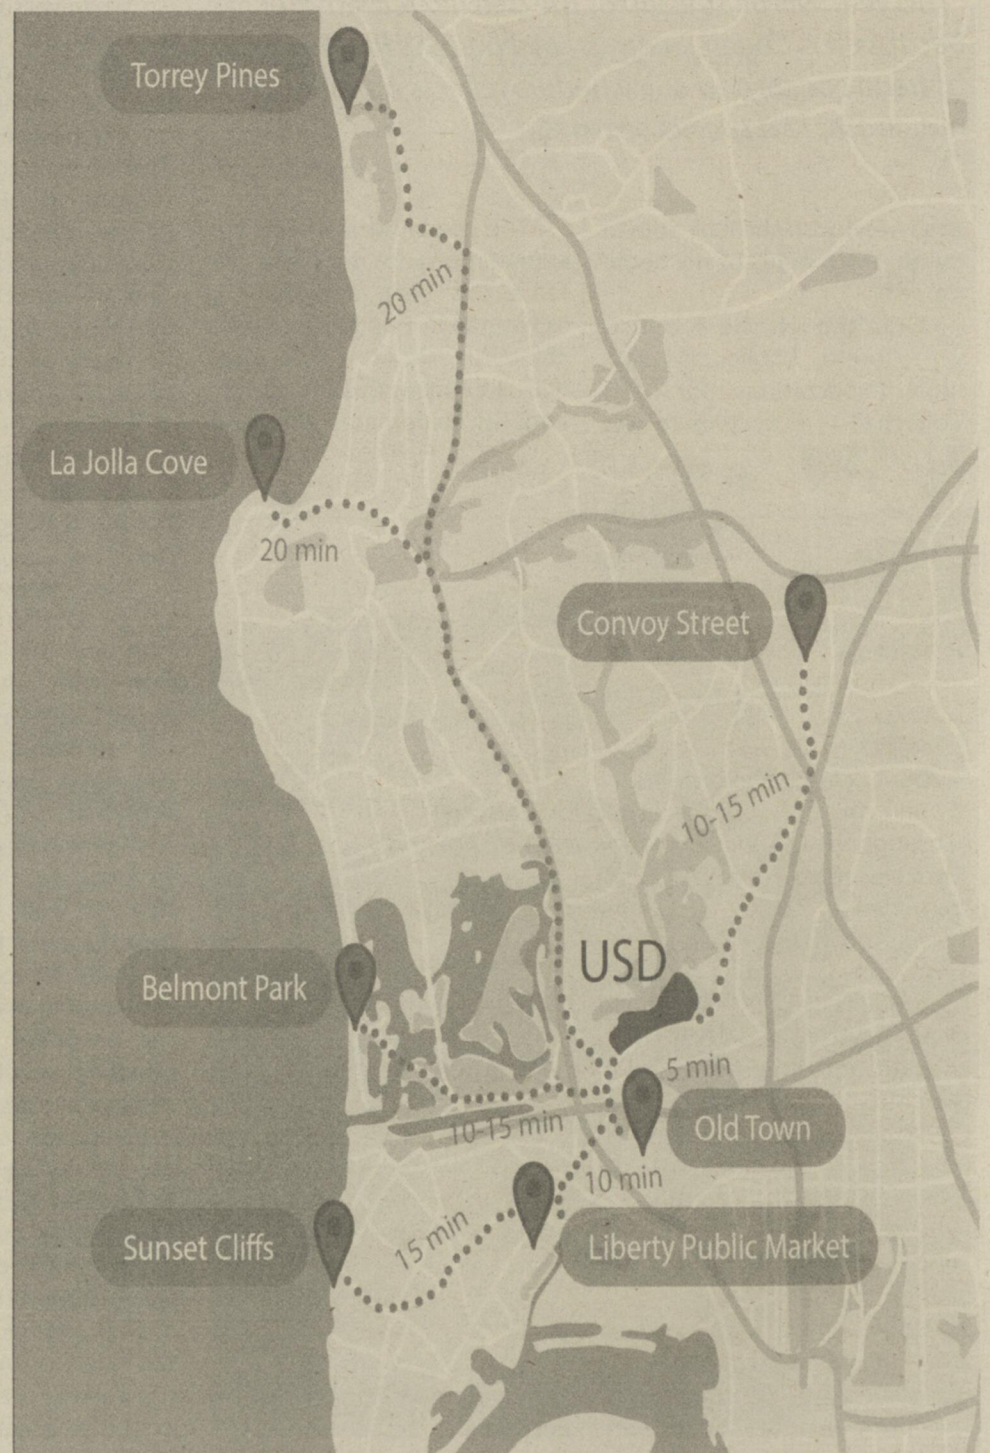 Torrey Pines
20 min
La Jolla Cove
20 min
Convoy Street
10-15 min
USD
Belmont Park
5 min
10-15 min
Old Town
10 min
15 min
Sunset Cliffs
Liberty Public Market